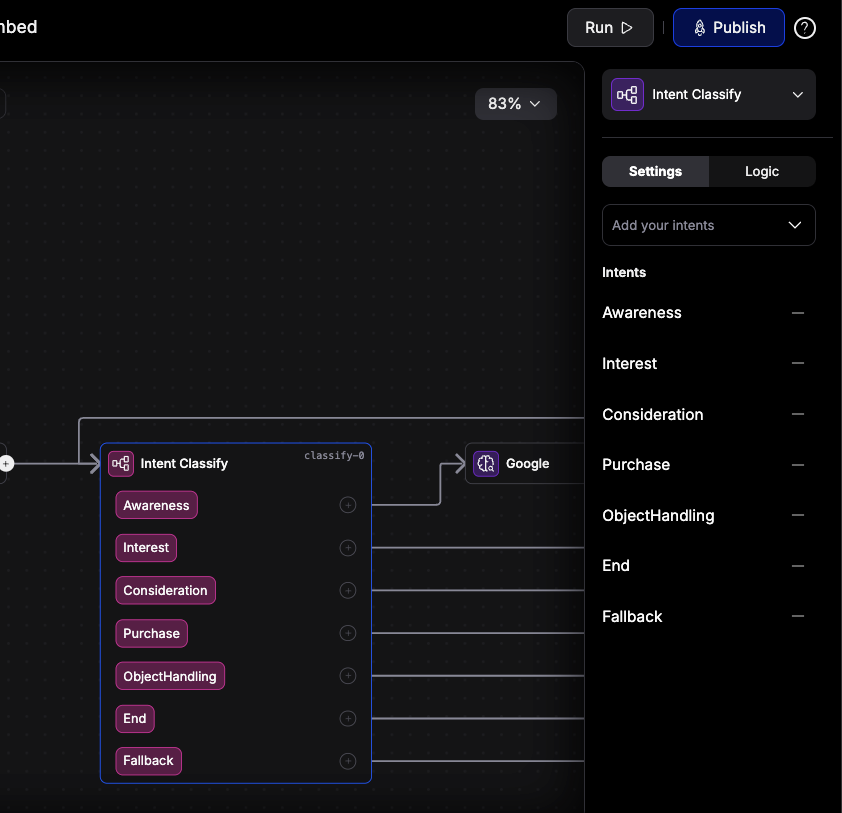 Run
Publish
83%
Intent Classify
Settings
Logic
Add your intents
Intents
Awareness
Interest
Consideration
Purchase
ObjectHandling
End
Fallback
Intent Classify
classify-0
Awareness
Interest
Consideration
Purchase
ObjectHandling
End
Fallback
Google